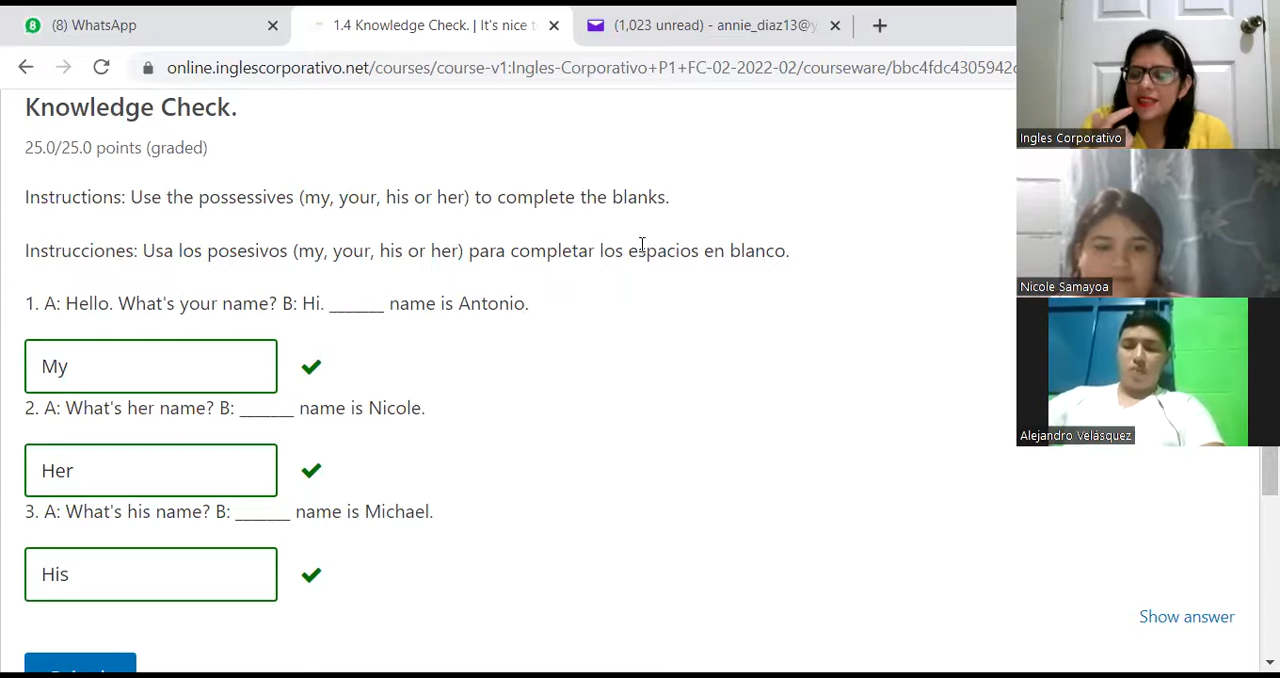 8 (8) WhatsApp
1.4 Knowledge Check. | It's nice t
(1,023 unread) - annie_diaz13@y
online.inglescorporativo.net/courses/course-v1:Ingles-Corporativo+P1+FC-02-2022-02/courseware/bbc4fdc4305942c
Knowledge Check.
25.0/25.0 points (graded)
Instructions: Use the possessives (my, your, his or her) to complete the blanks.
Instrucciones: Usa los posesivos (my, your, his or her) para completar los espacios en blanco.
1. A: Hello. What's your name? B: Hi. _______ name is Antonio.
My
2. A: What's her name? B: _______ name is Nicole.
Her
3. A: What's his name? B: _______ name is Michael.
His
Show answer
Ingles Corporativo
Nicole Samayoa
Alejandro Velásquez